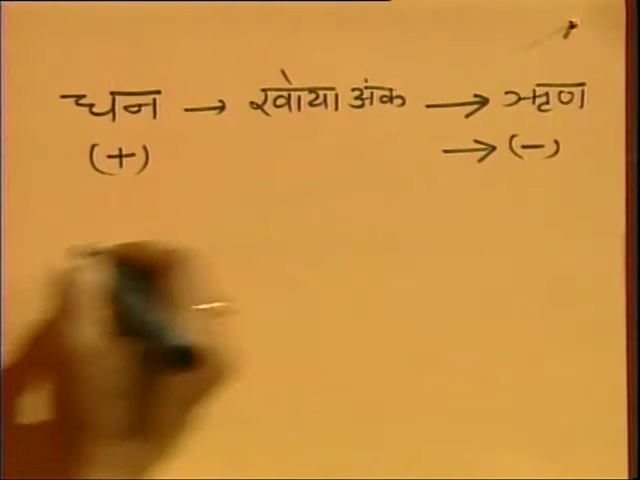 धन → खोया अंक → ऋण
(+) → (-)